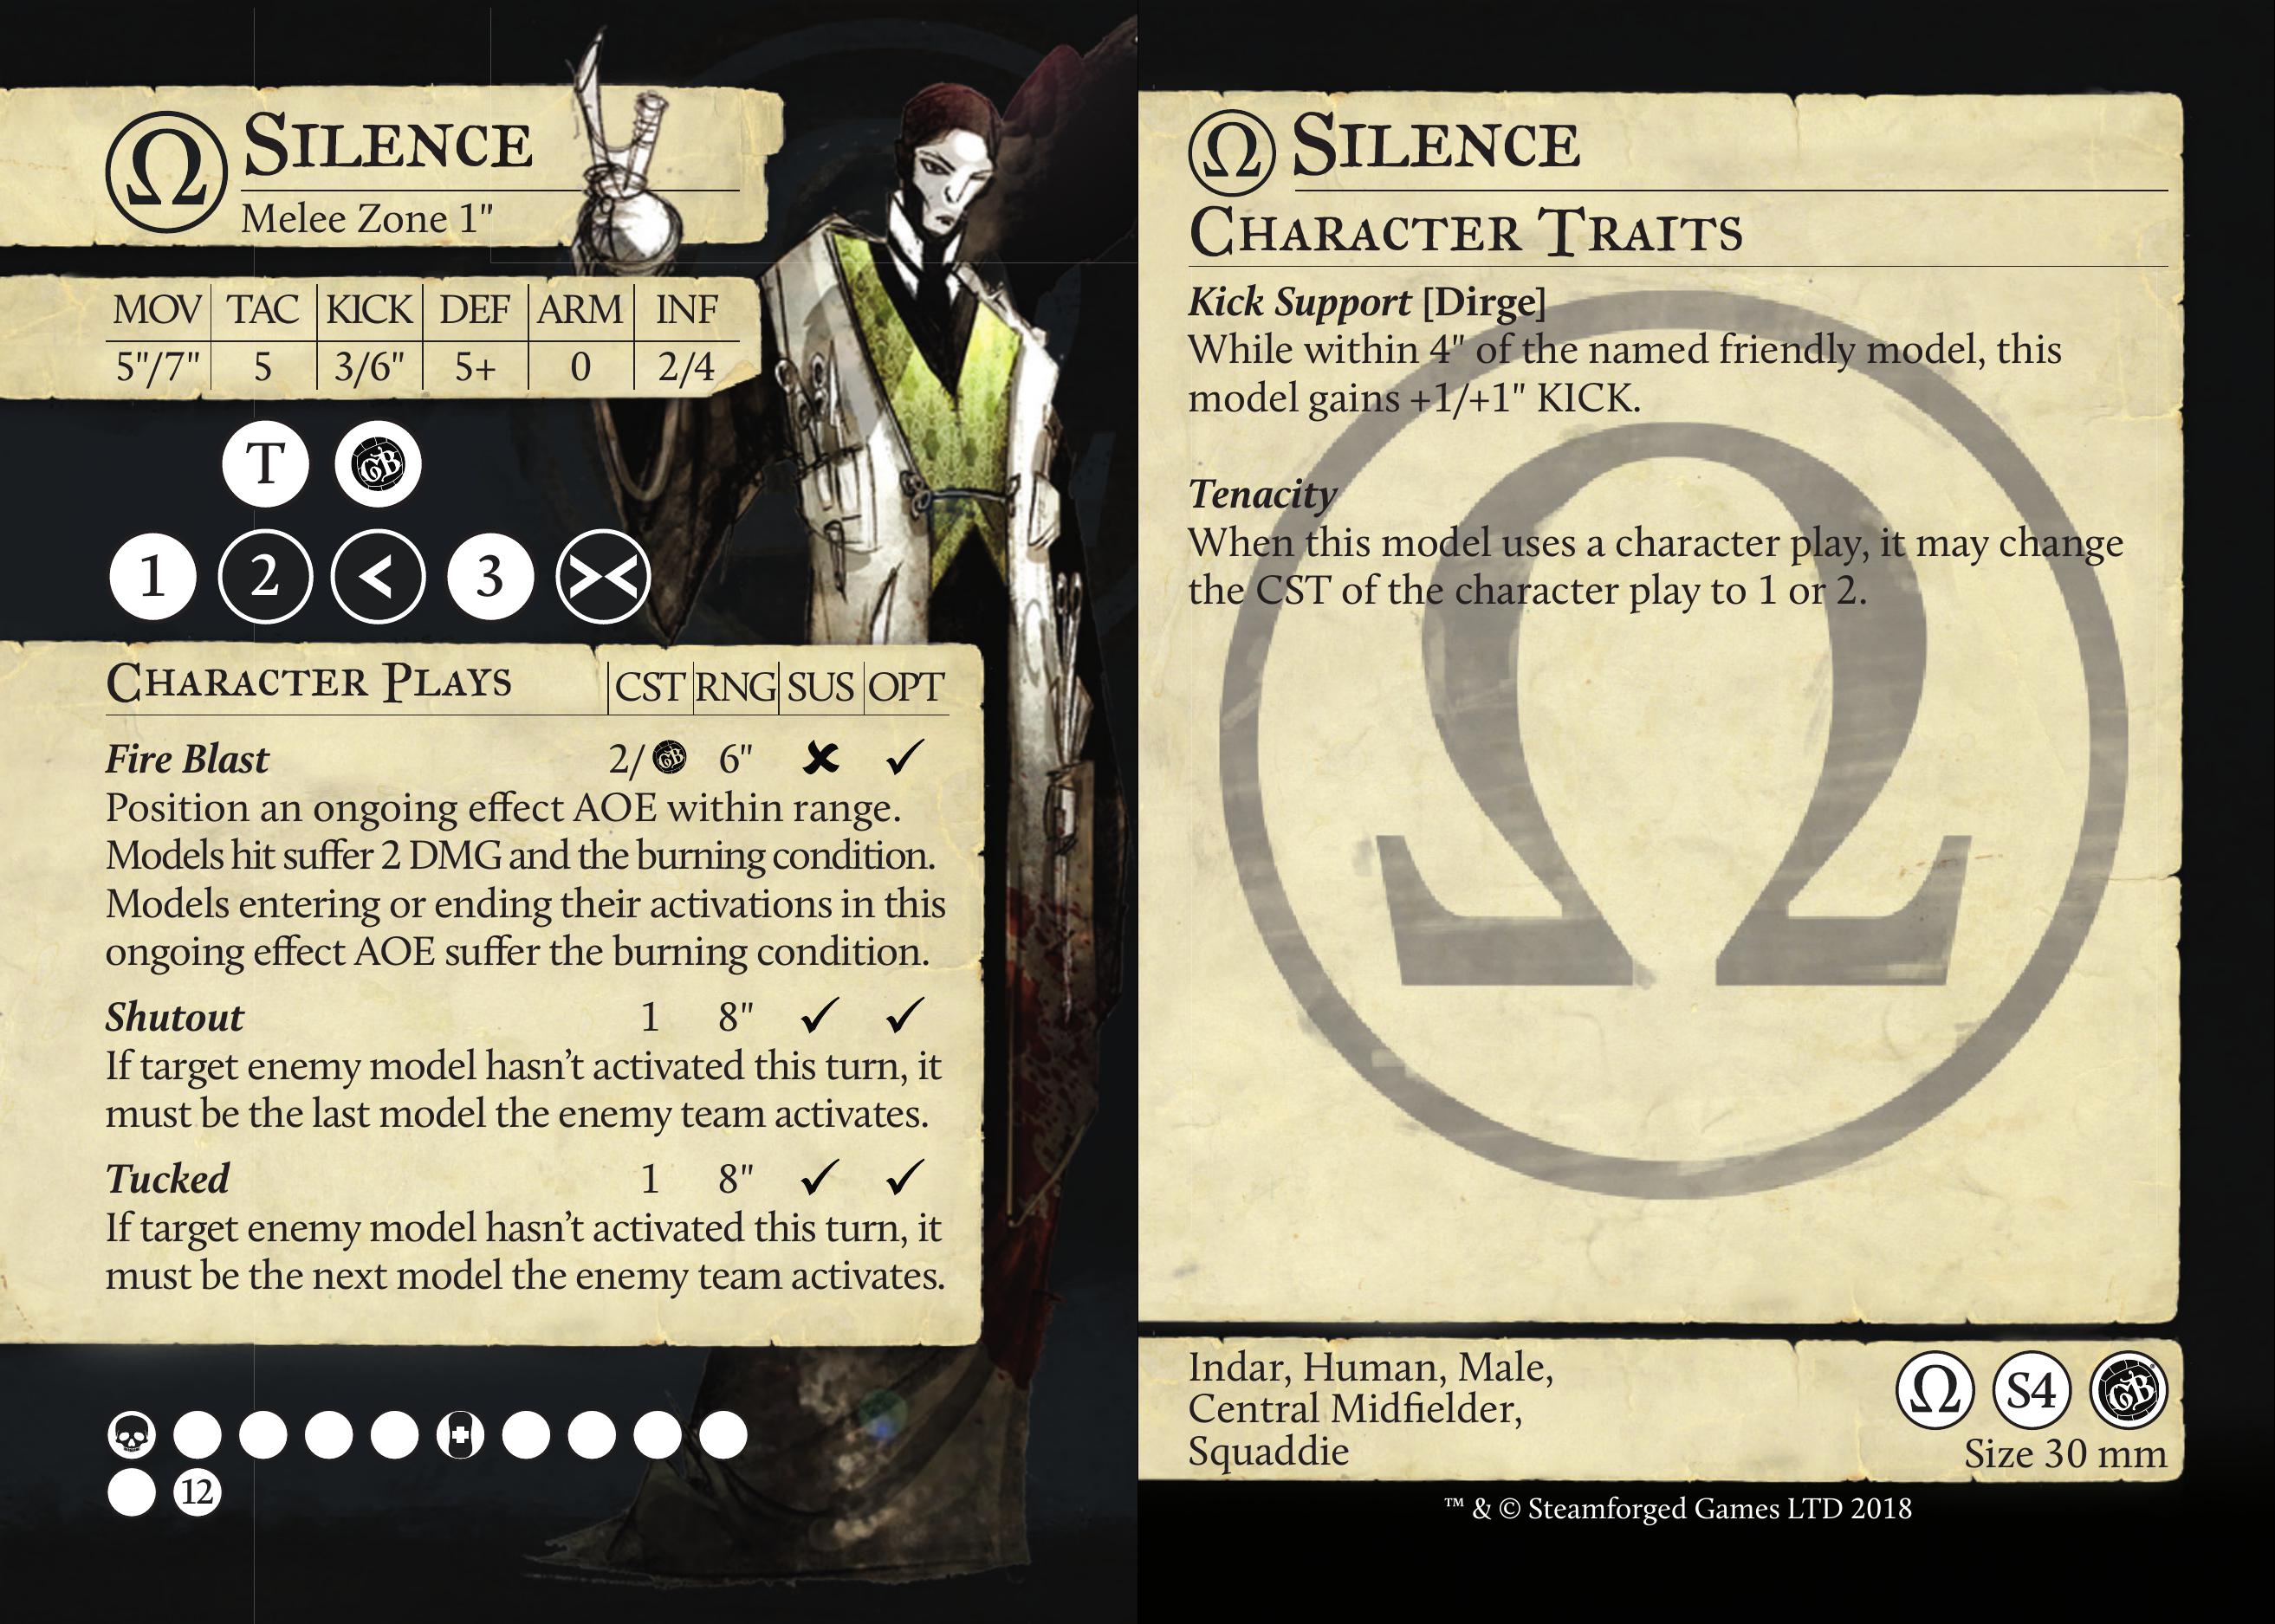 Ω SILENCE
Melee Zone 1"
MOV TAC KICK DEF ARM INF
5"/7" 5 3/6" 5+ 0 2/4
T GB
1 2 < 3 ><
CHARACTER PLAYS CST RNG SUS OPT
Fire Blast 2/GB 6" ✘ ✓
Position an ongoing effect AOE within range.
Models hit suffer 2 DMG and the burning condition.
Models entering or ending their activations in this
ongoing effect AOE suffer the burning condition.
Shutout 1 8" ✓ ✓
If target enemy model hasn't activated this turn, it
must be the last model the enemy team activates.
Tucked 1 8" ✓ ✓
If target enemy model hasn't activated this turn, it
must be the next model the enemy team activates.
12
Ω SILENCE
CHARACTER TRAITS
Kick Support [Dirge]
While within 4" of the named friendly model, this
model gains +1/+1" KICK.
Tenacity
When this model uses a character play, it may change
the CST of the character play to 1 or 2.
Ω
Indar, Human, Male,
Central Midfielder,
Squaddie
Ω S4 GB
Size 30 mm
™ & © Steamforged Games LTD 2018